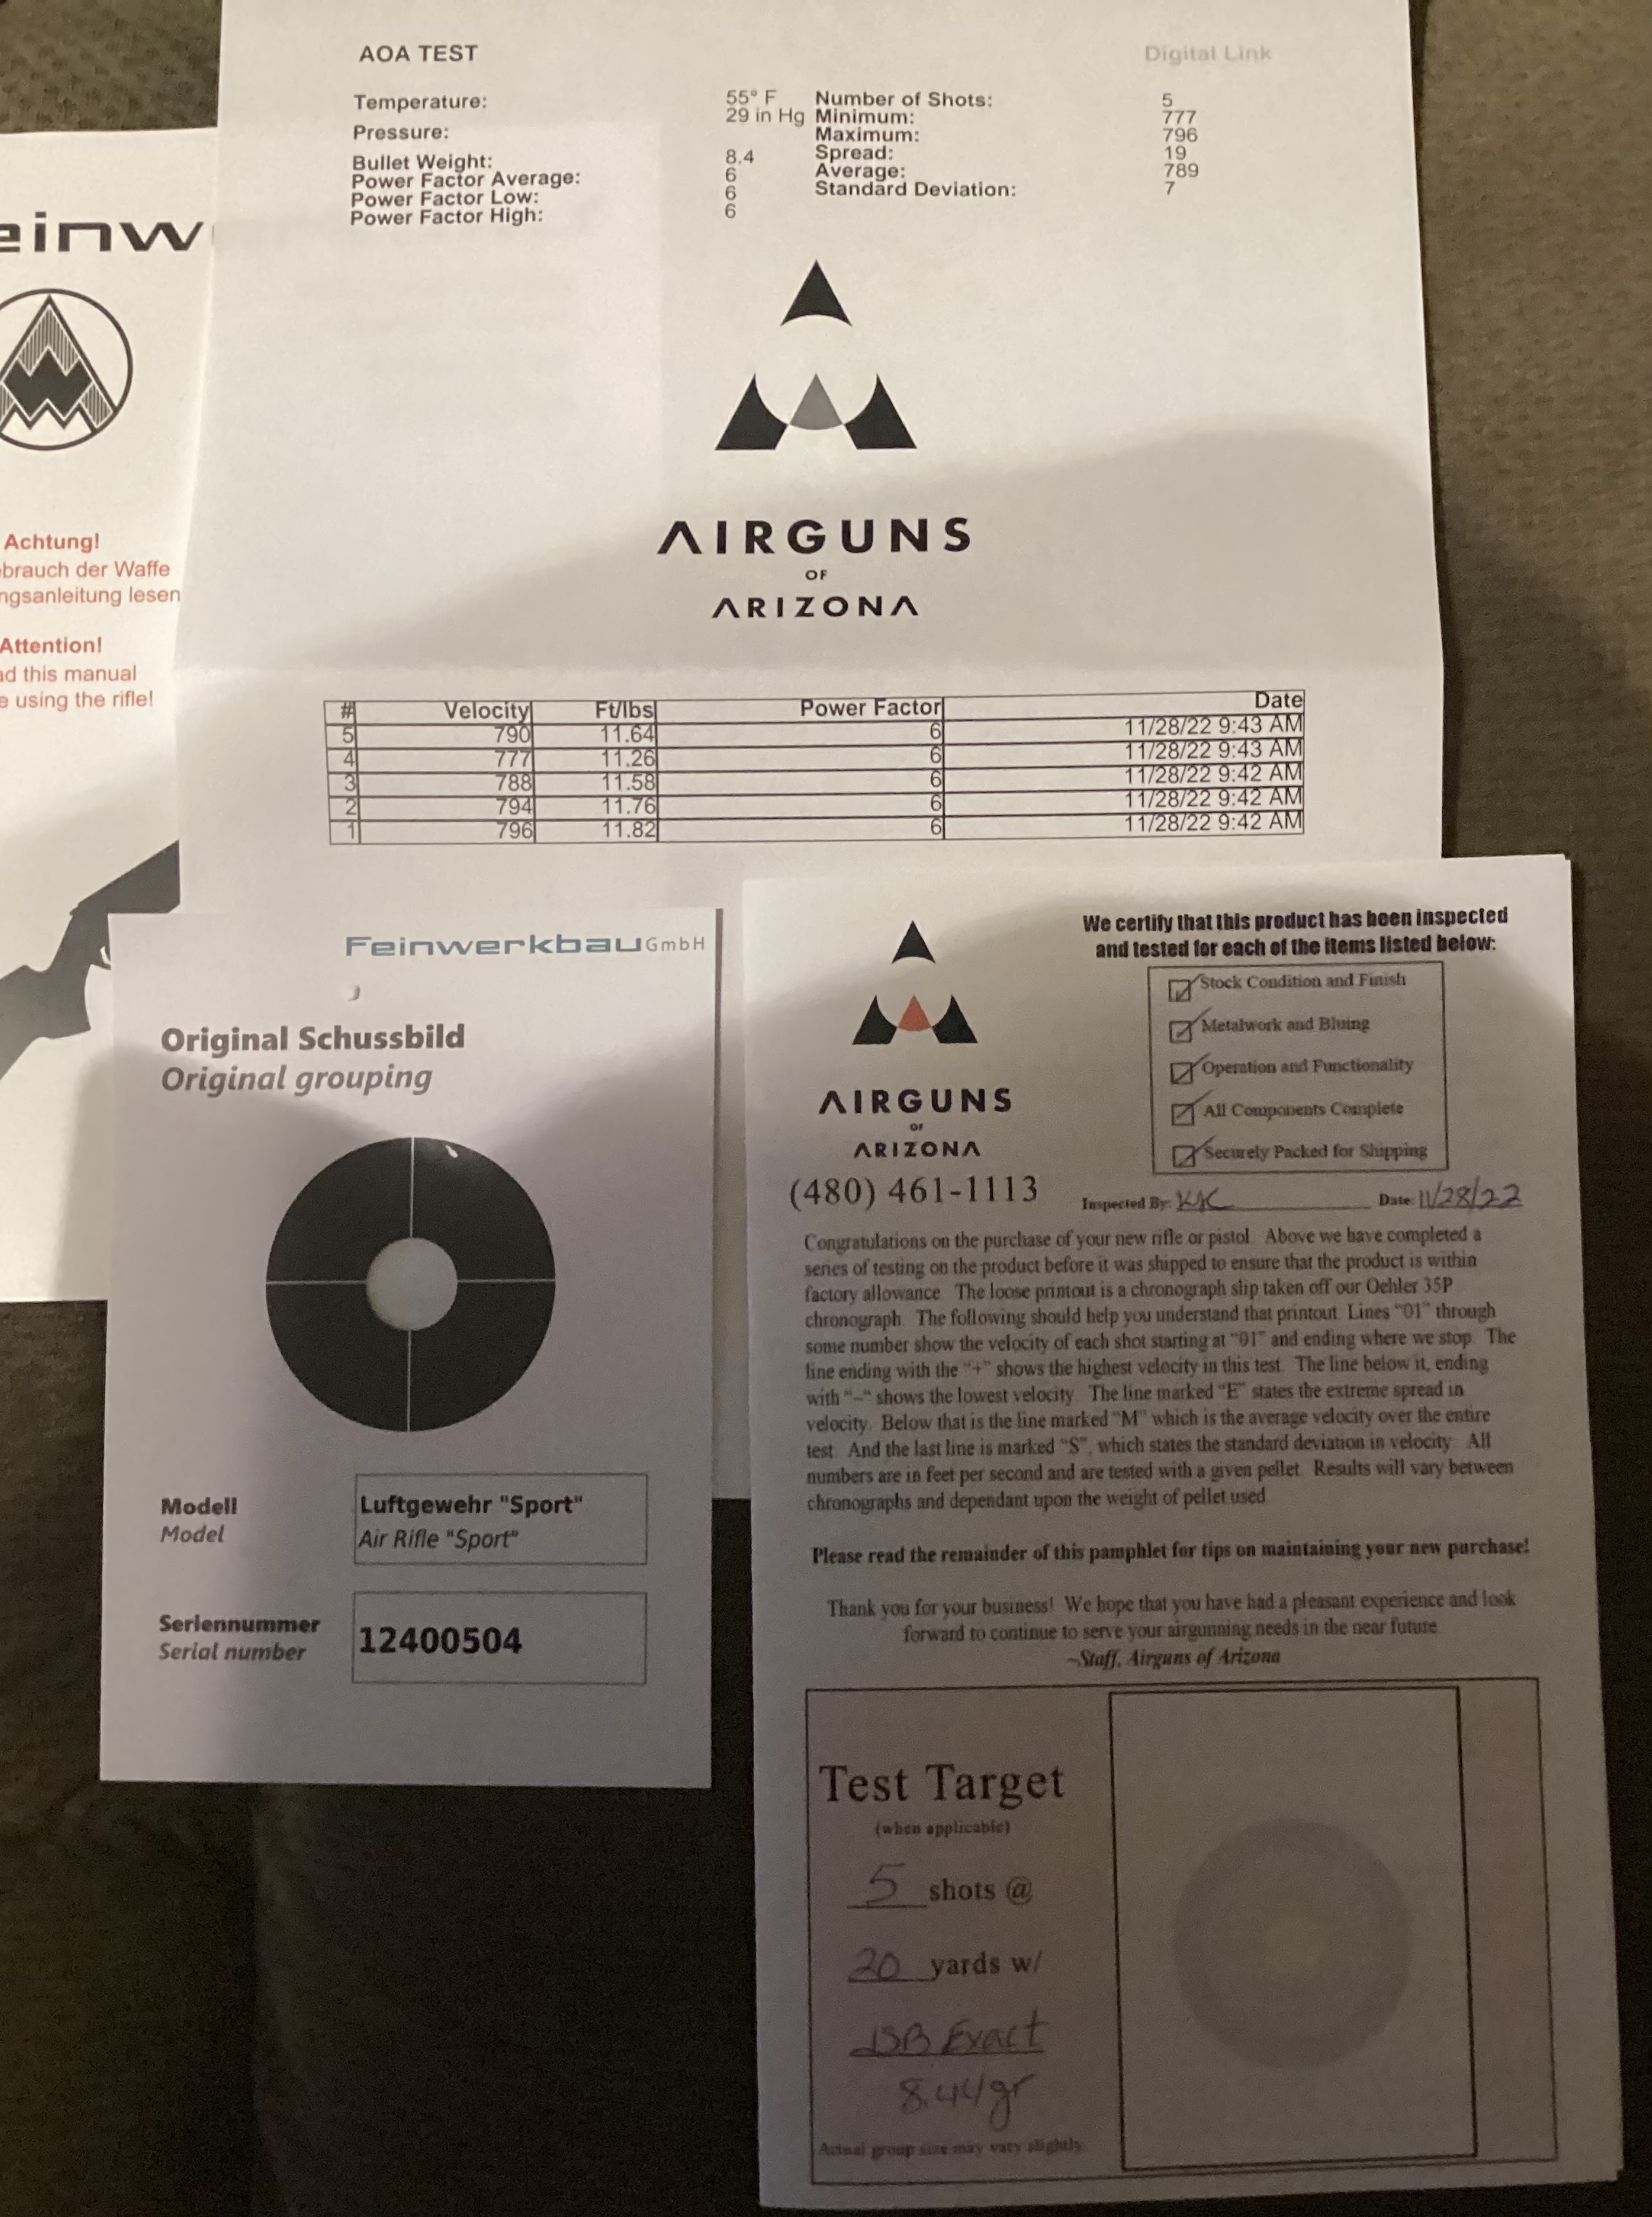 AOA TEST
Digital Link
Temperature: 55° F
Pressure: 29 in Hg
Bullet Weight: 8.4
Power Factor Average: 6
Power Factor Low: 6
Power Factor High: 6
Number of Shots: 5
Minimum: 777
Maximum: 796
Spread: 19
Average: 789
Standard Deviation: 7
AIRGUNS
OF
ARIZONA
# Velocity Ft/lbs Power Factor Date
5 790 11.64 6 11/28/22 9:43 AM
4 777 11.26 6 11/28/22 9:43 AM
3 788 11.58 6 11/28/22 9:42 AM
2 794 11.76 6 11/28/22 9:42 AM
1 796 11.82 6 11/28/22 9:42 AM
einw
Achtung!
brauch der Waffe
ngsanleitung lesen
Attention!
ad this manual
e using the rifle!
Feinwerkbau GmbH
Original Schussbild
Original grouping
Modell
Model
Luftgewehr "Sport"
Air Rifle "Sport"
Seriennummer
Serial number
12400504
AIRGUNS
OF
ARIZONA
(480) 461-1113
We certify that this product has been inspected
and tested for each of the items listed below:
Stock Condition and Finish
Metalwork and Bluing
Operation and Functionality
All Components Complete
Securely Packed for Shipping
Inspected By: KK Date: 11/28/22
Congratulations on the purchase of your new rifle or pistol. Above we have completed a
series of testing on the product before it was shipped to ensure that the product is within
factory allowance. The loose printout is a chronograph slip taken off our Oehler 35P
chronograph. The following should help you understand that printout. Lines "01" through
some number show the velocity of each shot starting at "01" and ending where we stop. The
line ending with the "+" shows the highest velocity in this test. The line below it, ending
with "-" shows the lowest velocity. The line marked "E" states the extreme spread in
velocity. Below that is the line marked "M" which is the average velocity over the entire
test. And the last line is marked "S", which states the standard deviation in velocity. All
numbers are in feet per second and are tested with a given pellet. Results will vary between
chronographs and dependant upon the weight of pellet used.
Please read the remainder of this pamphlet for tips on maintaining your new purchase!
Thank you for your business! We hope that you have had a pleasant experience and look
forward to continue to serve your airgunning needs in the near future.
~Staff, Airguns of Arizona
Test Target
(when applicable)
5 shots @
20 yards w/
JSB Exact
8.44gr
Actual group size may vary slightly.